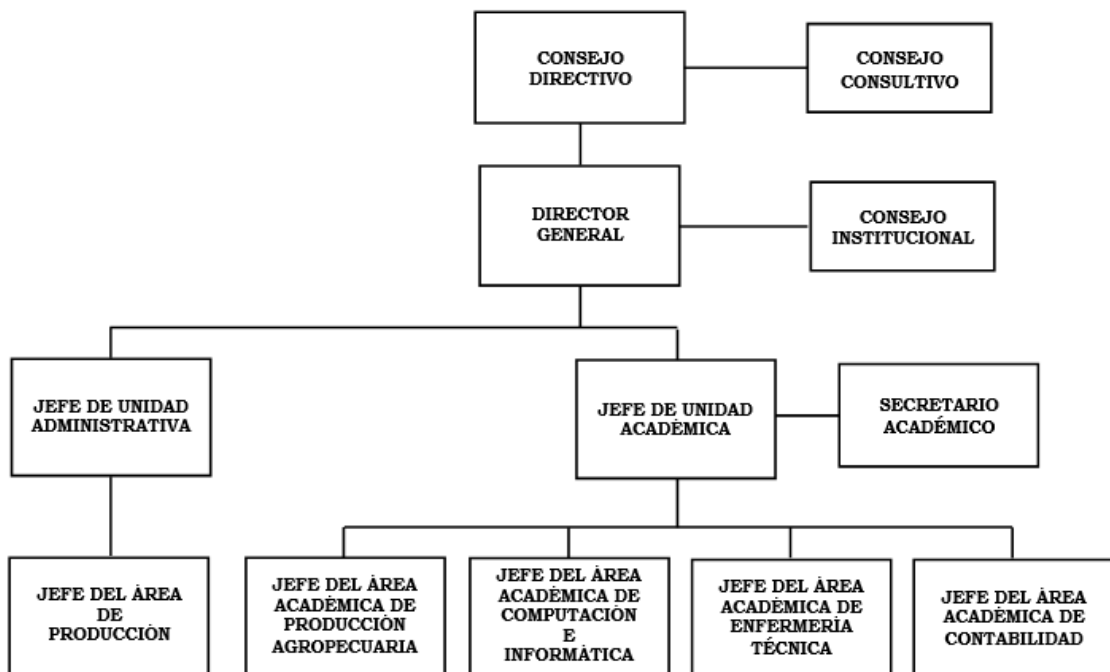 CONSEJO
DIRECTIVO
CONSEJO
CONSULTIVO
DIRECTOR
GENERAL
CONSEJO
INSTITUCIONAL
JEFE DE UNIDAD
ADMINISTRATIVA
JEFE DE UNIDAD
ACADÉMICA
SECRETARIO
ACADÉMICO
JEFE DEL ÁREA
DE
PRODUCCIÓN
JEFE DEL ÁREA
ACADÉMICA DE
PRODUCCIÓN
AGROPECUARIA
JEFE DEL ÁREA
ACADÉMICA DE
COMPUTACIÓN
E
INFORMÁTICA
JEFE DEL ÁREA
ACADÉMICA DE
ENFERMERÍA
TÉCNICA
JEFE DEL ÁREA
ACADÉMICA DE
CONTABILIDAD